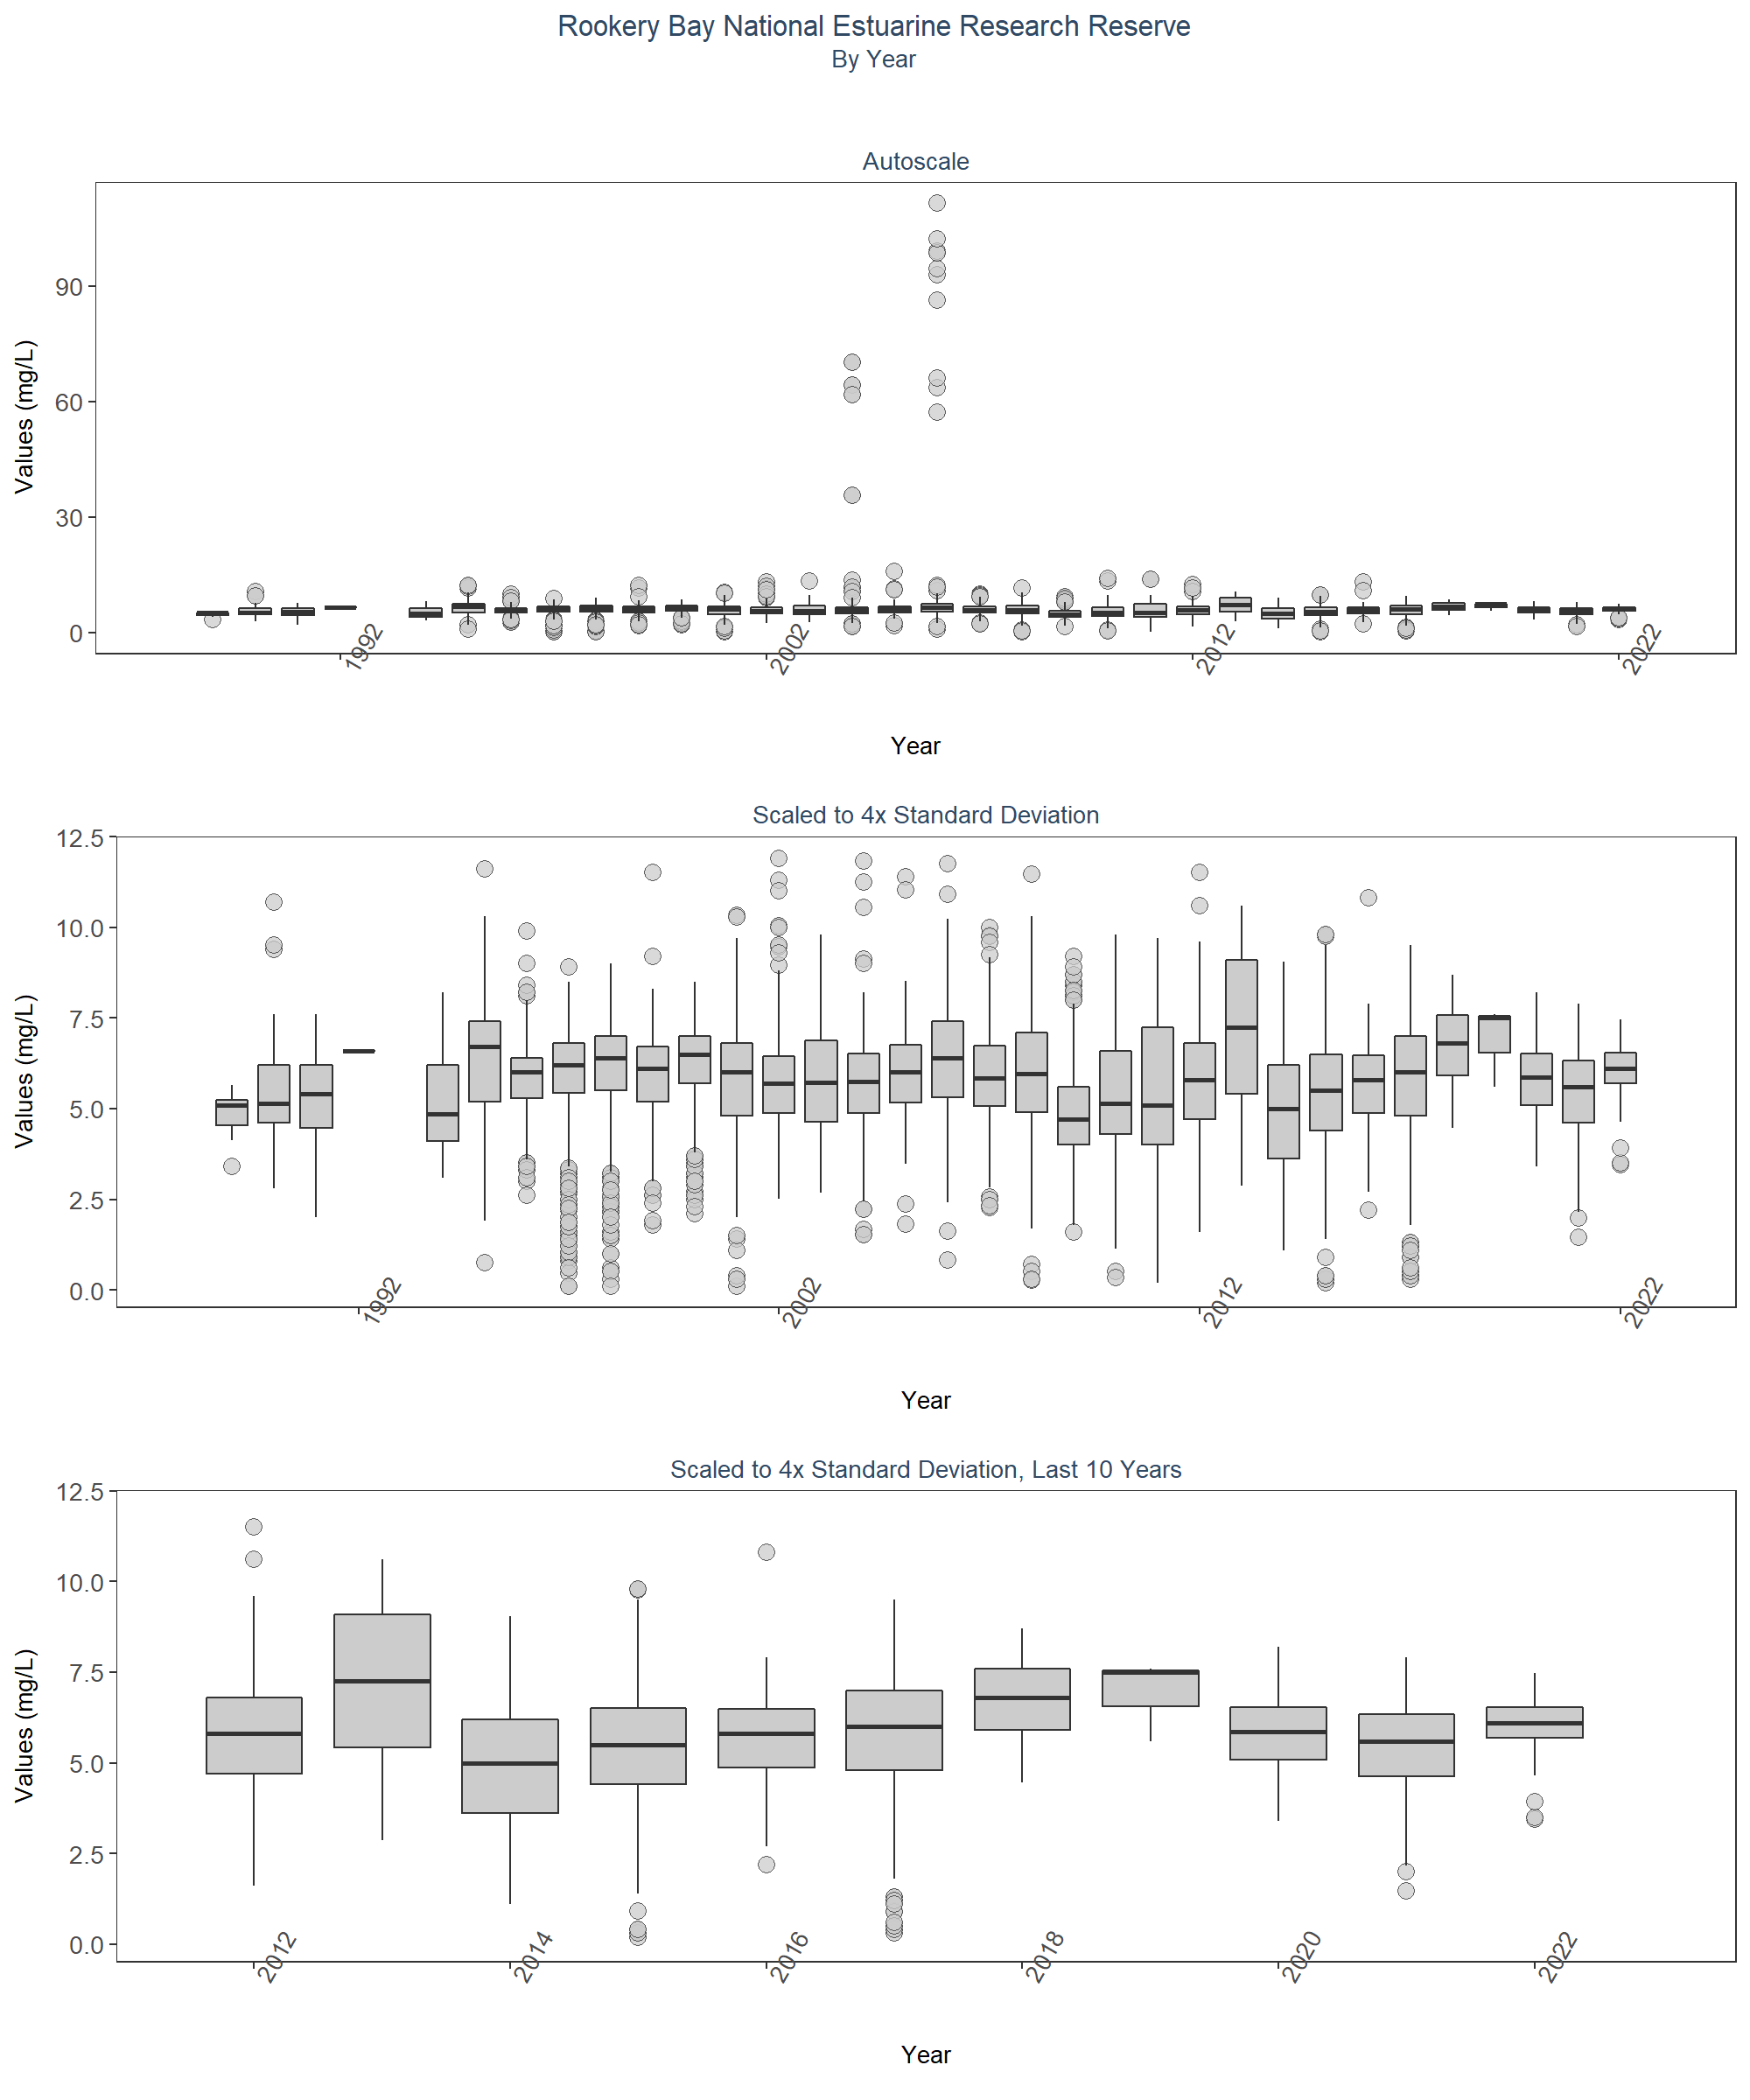 Rookery Bay National Estuarine Research Reserve
By Year
Autoscale
Values (mg/L)
90
60
30
0
1992
2002
2012
2022
Year
Scaled to 4x Standard Deviation
Values (mg/L)
12.5
10.0
7.5
5.0
2.5
0.0
1992
2002
2012
2022
Year
Scaled to 4x Standard Deviation, Last 10 Years
Values (mg/L)
12.5
10.0
7.5
5.0
2.5
0.0
2012
2014
2016
2018
2020
2022
Year